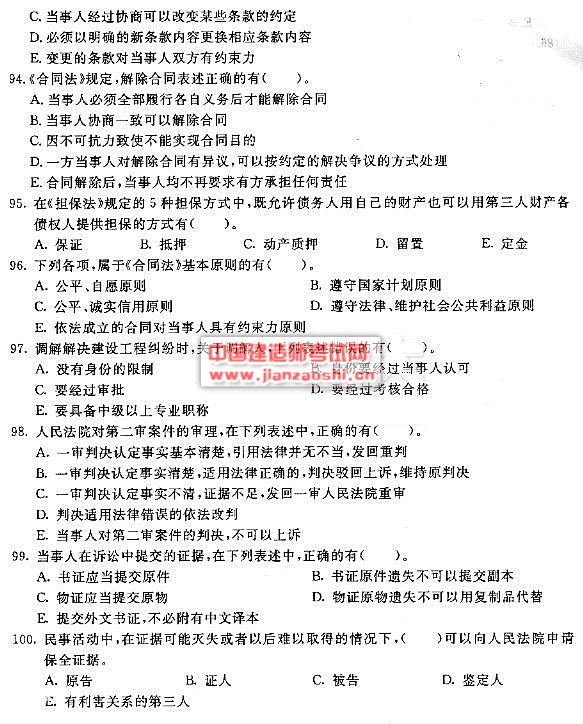 C. 当事人经过协商可以改变某些条款的约定
D. 必须以明确的新条款内容更换相应条款内容
E. 变更的条款对当事人双方有约束力
94.《合同法》规定,解除合同表述正确的有(　　)。
A. 当事人必须全部履行各自义务后才能解除合同
B. 当事人协商一致可以解除合同
C. 因不可抗力致使不能实现合同目的
D. 一方当事人对解除合同有异议,可以按约定的解决争议的方式处理
E. 合同解除后,当事人均不再要求有方承担任何责任
95. 在《担保法》规定的 5 种担保方式中,既允许债务人用自己的财产也可以用第三人财产各
债权人提供担保的方式有(　　)。
A. 保证　B. 抵押　C. 动产质押　D. 留置　E. 定金
96. 下列各项,属于《合同法》基本原则的有(　　)。
A. 公平、自愿原则　B. 遵守国家计划原则
C. 公平、诚实信用原则　D. 遵守法律、维护社会公共利益原则
E. 依法成立的合同对当事人具有约束力原则
97. 调解解决建设工程纠纷时,关于调解人,下列表述错误的有(　　)。
中国建造师考试网
www.jianzaoshi.com.cn
A. 没有身份的限制　B. 身份要经过当事人认可
C. 要经过审批　D. 要经过考核合格
E. 要具备中级以上专业职称
98. 人民法院对第二审案件的审理,在下列表述中,正确的有(　　)。
A. 一审判决认定事实基本清楚,引用法律并无不当,发回重判
B. 一审判决认定事实清楚,适用法律正确的,判决驳回上诉,维持原判决
C. 一审判决认定事实不清,证据不足,发回一审人民法院重审
D. 判决适用法律错误的依法改判
E. 当事人对第二审案件的判决,不可以上诉
99. 当事人在诉讼中提交的证据,在下列表述中,正确的有(　　)。
A. 书证应当提交原件　B. 书证原件遗失不可以提交副本
C. 物证应当提交原物　D. 物证原物遗失不可以用复制品代替
E. 提交外文书证,不必附有中文译本
100. 民事活动中,在证据可能灭失或者以后难以取得的情况下,(　　)可以向人民法院申请
保全证据。
A. 原告　B. 证人　C. 被告　D. 鉴定人
E. 有利害关系的第三人